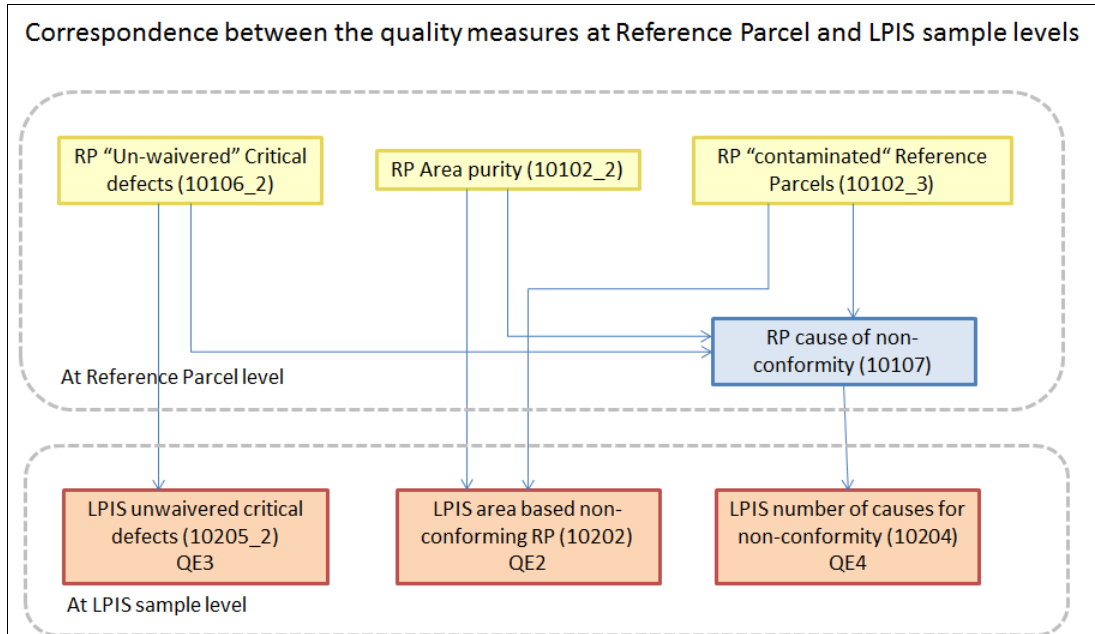 Correspondence between the quality measures at Reference Parcel and LPIS sample levels
RP “Un-waivered” Critical
defects (10106_2)
RP Area purity (10102_2)
RP “contaminated“ Reference
Parcels (10102_3)
RP cause of non-
conformity (10107)
At Reference Parcel level
LPIS unwaivered critical
defects (10205_2)
QE3
LPIS area based non-
conforming RP (10202)
QE2
LPIS number of causes for
non-conformity (10204)
QE4
At LPIS sample level